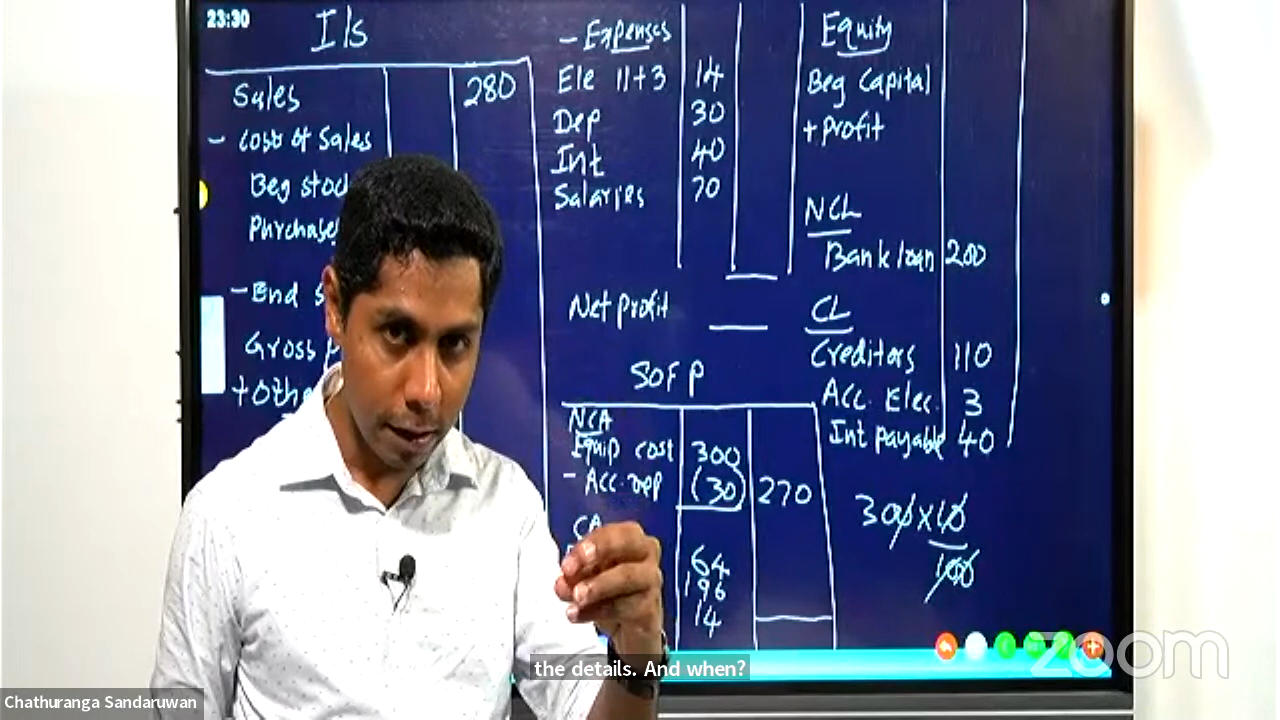 23:30
I/s
Sales 280
- Cost of Sales
Beg stoc
Purchases
- End s
Gross p
+ Othe
- Expenses
Ele 11+3 14
Dep 30
Int 40
Salaries 70
Net profit
SOFP
NCA
Equip cost 300
- Acc. Dep (30) 270
CA
64
196
14
Equity
Beg Capital
+ Profit
NCL
Bank loan 200
CL
Creditors 110
Acc. Elec. 3
Int payable 40
300x10
100
the details. And when?
Chathuranga Sandaruwan
zoom